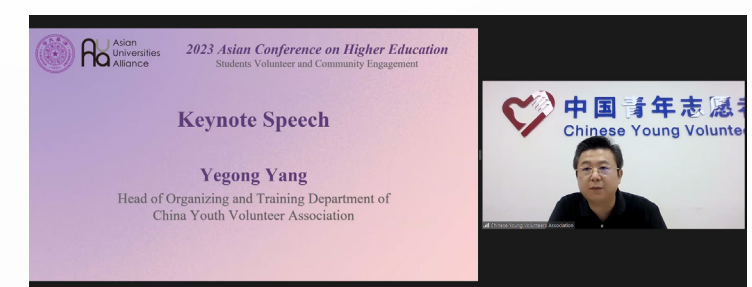 Asian
Universities
Alliance
2023 Asian Conference on Higher Education
Students Volunteer and Community Engagement
Keynote Speech
Yegong Yang
Head of Organizing and Training Department of
China Youth Volunteer Association
中国青年志愿
Chinese Young Voluntee
Chinese Young Volunteers Association